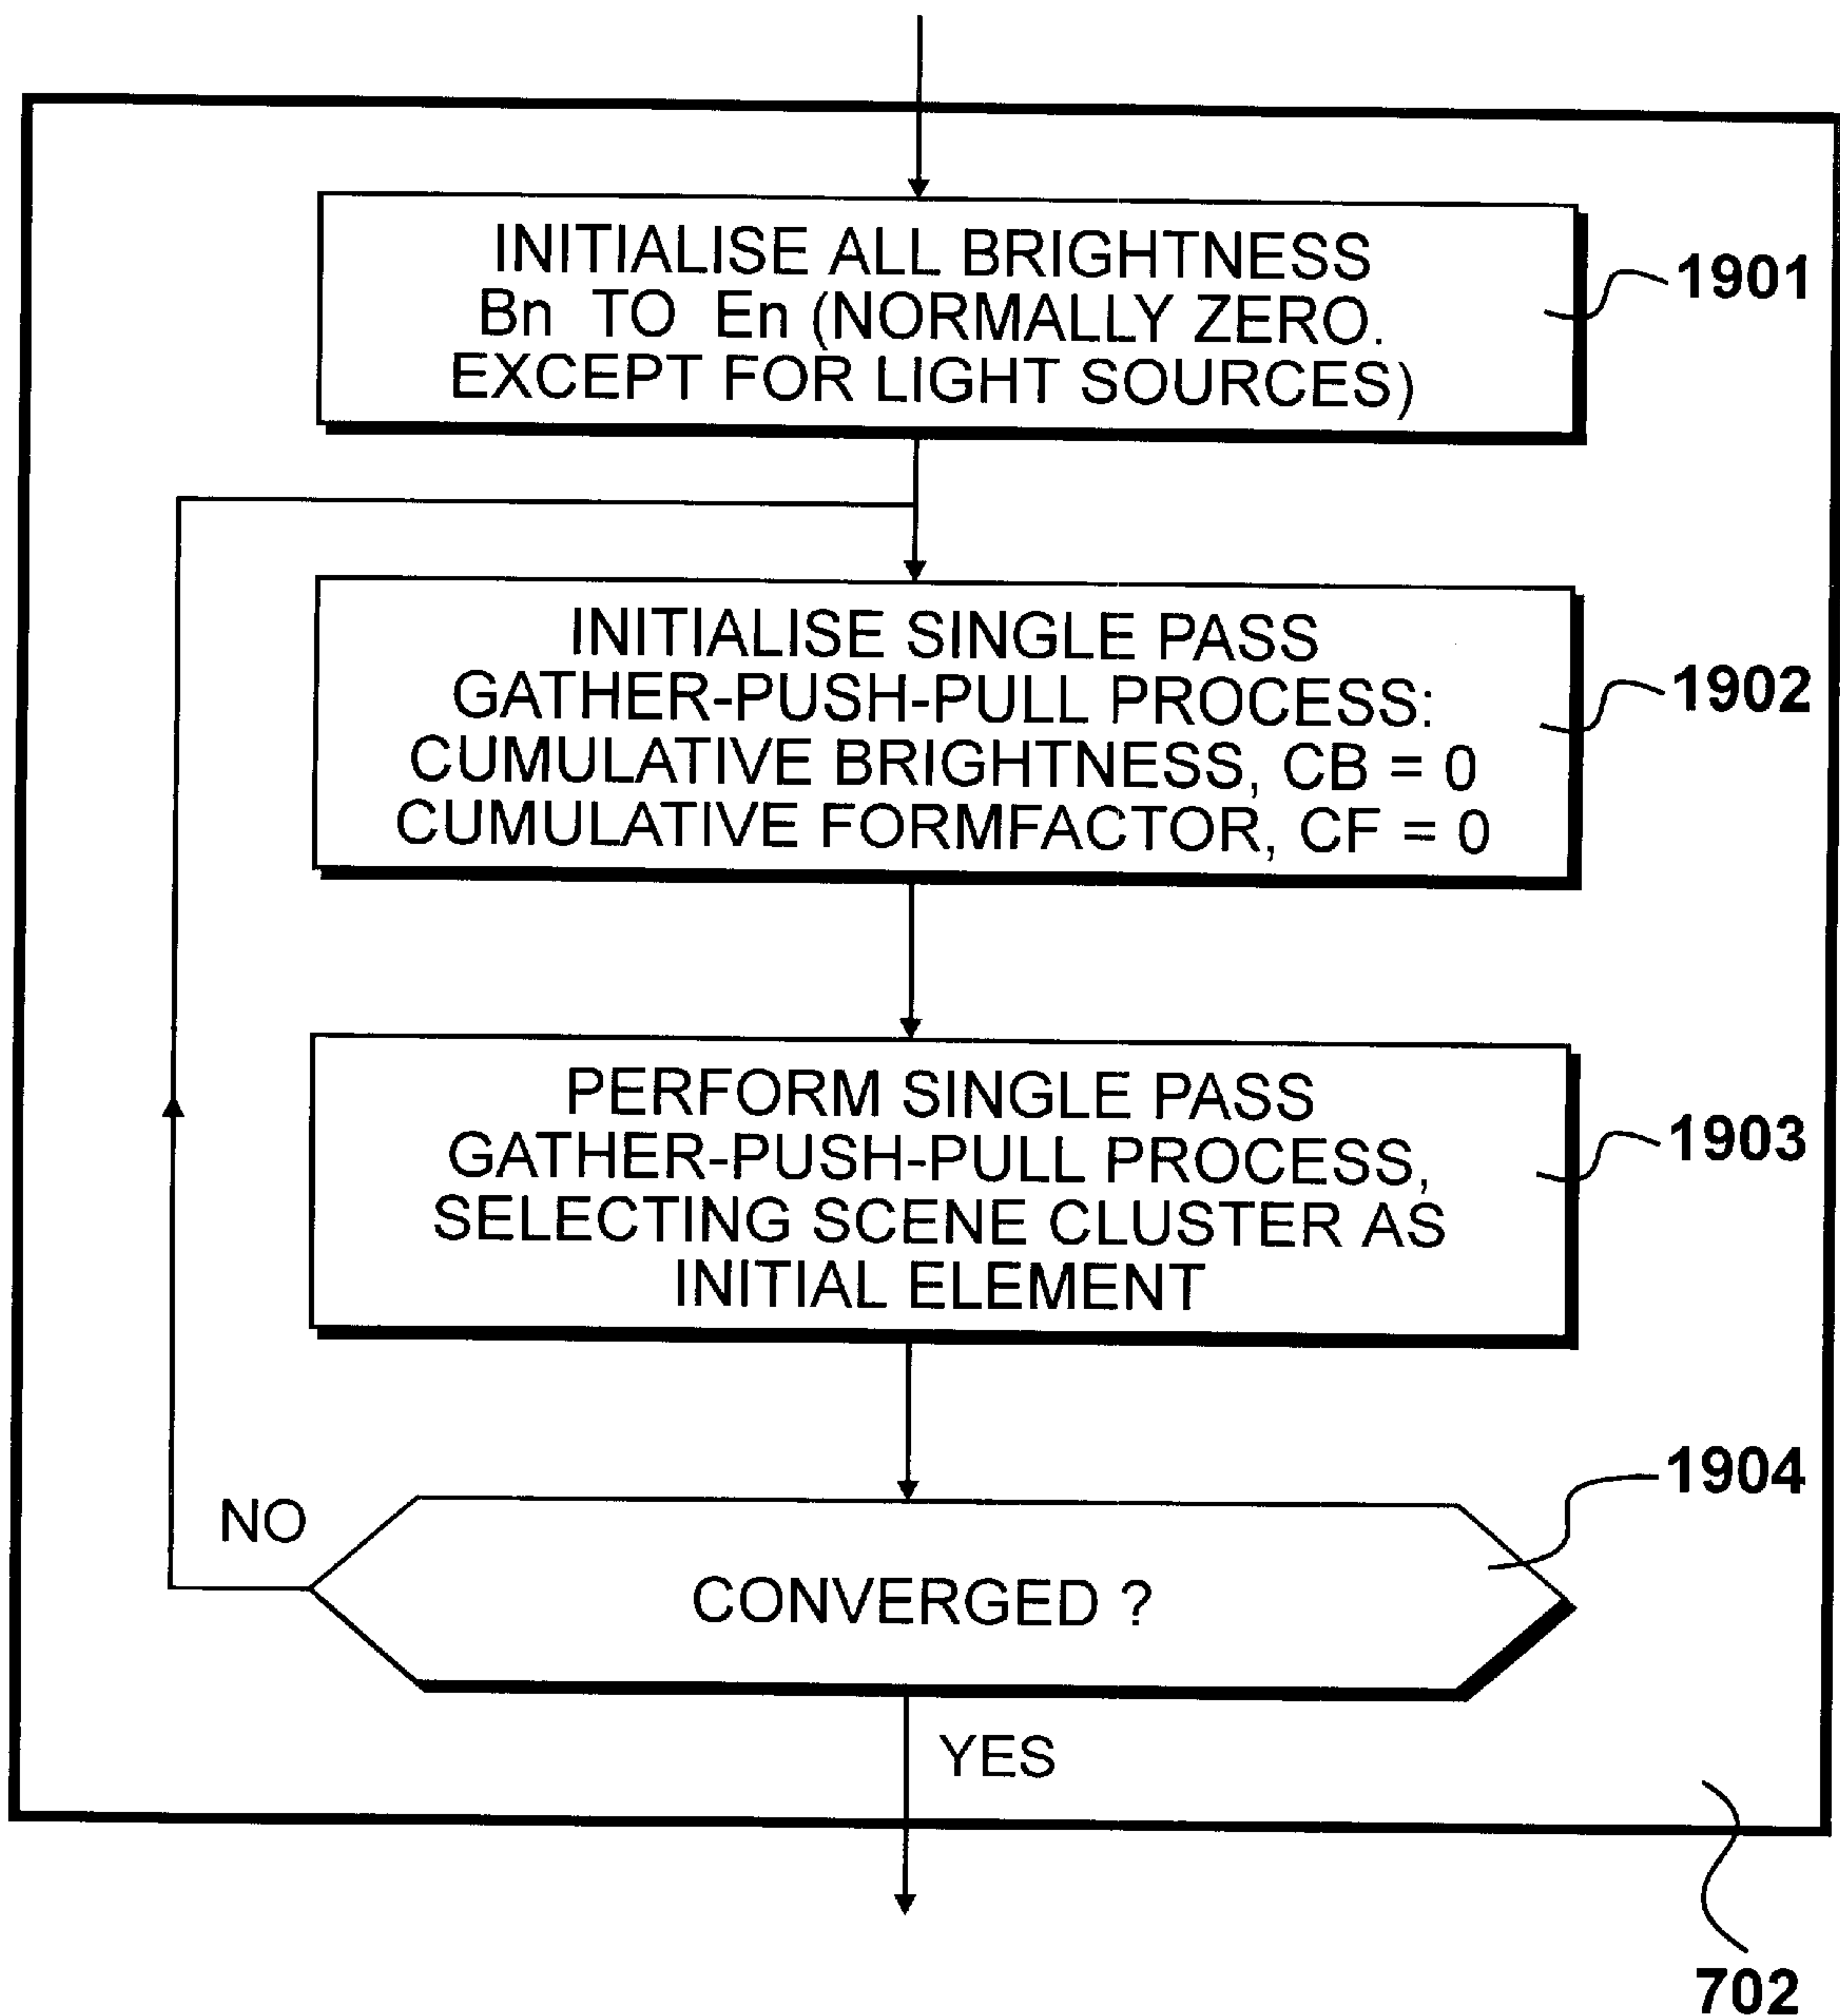 INITIALISE ALL BRIGHTNESS
Bn TO En (NORMALLY ZERO.
EXCEPT FOR LIGHT SOURCES)
1901
INITIALISE SINGLE PASS
GATHER-PUSH-PULL PROCESS:
CUMULATIVE BRIGHTNESS, CB = 0
CUMULATIVE FORMFACTOR, CF = 0
1902
PERFORM SINGLE PASS
GATHER-PUSH-PULL PROCESS,
SELECTING SCENE CLUSTER AS
INITIAL ELEMENT
1903
1904
NO
CONVERGED ?
YES
702